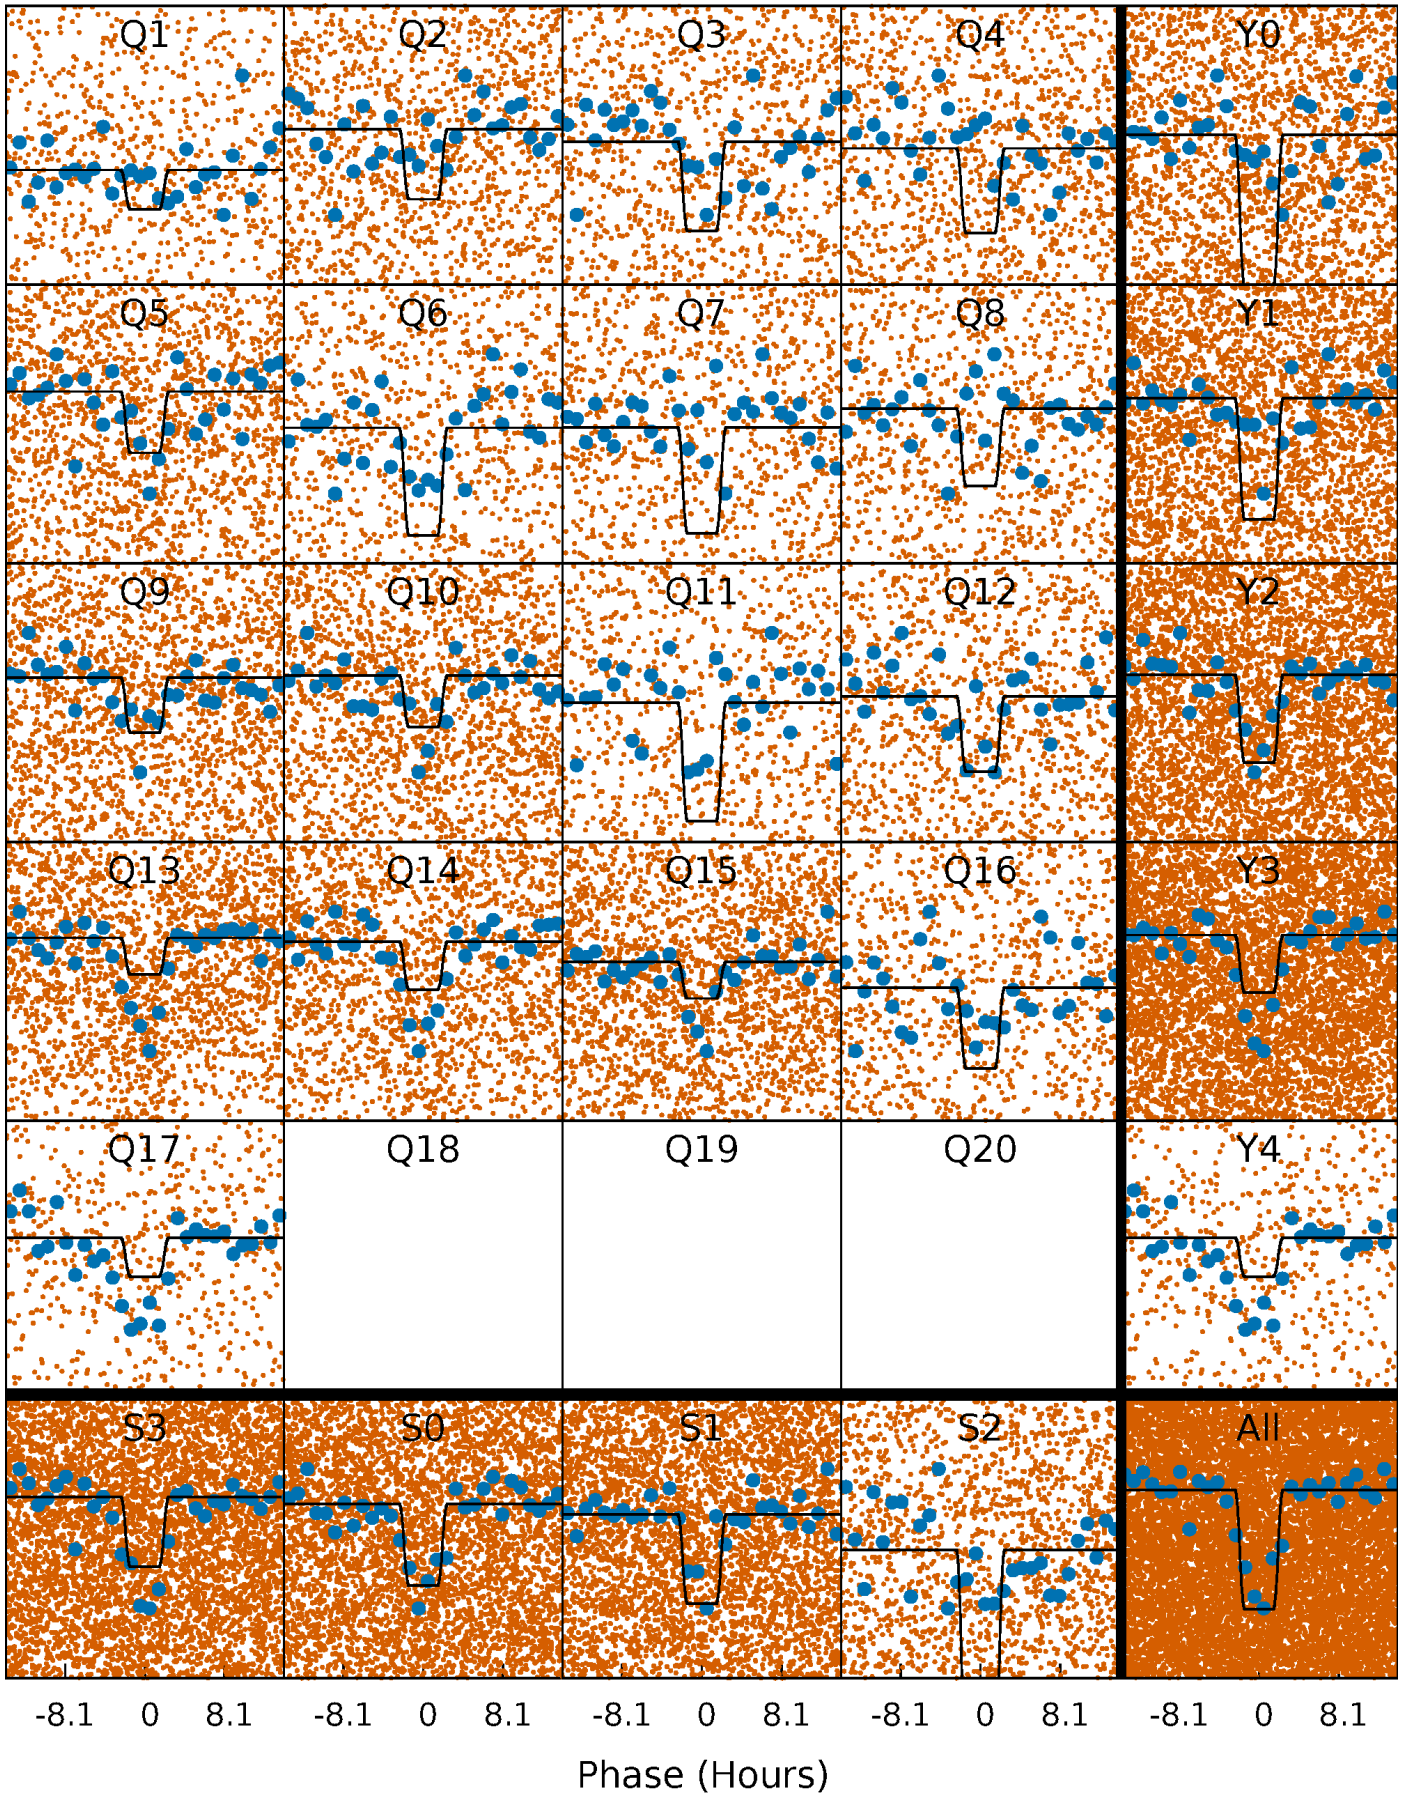 Q1 Q2 Q3 Q4 Y0
Q5 Q6 Q7 Q8 Y1
Q9 Q10 Q11 Q12 Y2
Q13 Q14 Q15 Q16 Y3
Q17 Q18 Q19 Q20 Y4
S3 S0 S1 S2 All
-8.1 0 8.1 -8.1 0 8.1 -8.1 0 8.1 -8.1 0 8.1 -8.1 0 8.1
Phase (Hours)